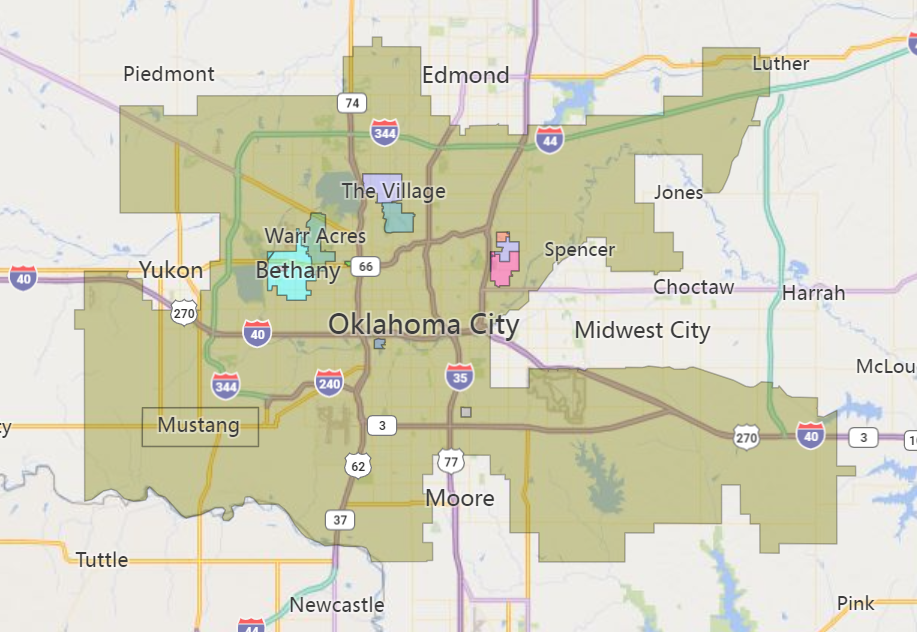 Luther
Piedmont
Edmond
74
344
44
The Village
Jones
Warr Acres
Spencer
Yukon
Bethany
66
40
Choctaw
Harrah
270
Oklahoma City
Midwest City
40
McLou
344
240
35
Mustang
3
y
270
40
3
62
77
Moore
37
Tuttle
Newcastle
Pink
44